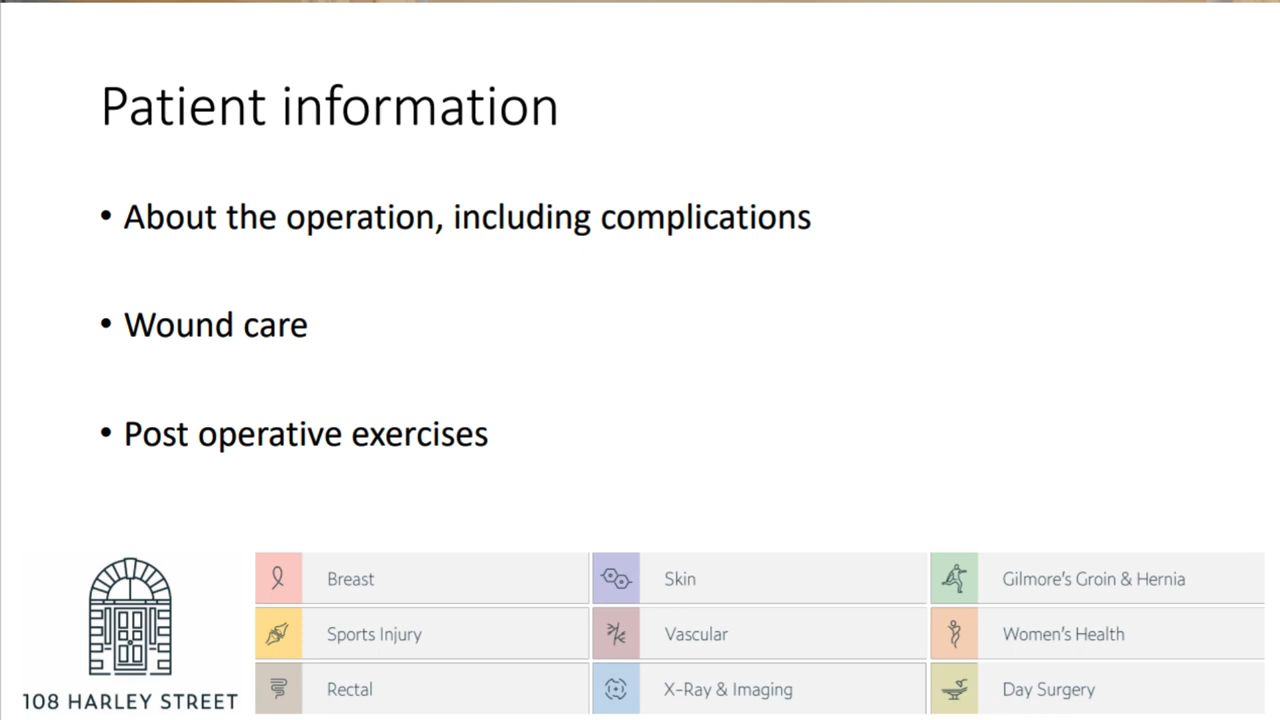 Patient information
• About the operation, including complications
• Wound care
• Post operative exercises
Breast
Skin
Gilmore's Groin & Hernia
Sports Injury
Vascular
Women's Health
Rectal
X-Ray & Imaging
Day Surgery
108 HARLEY STREET